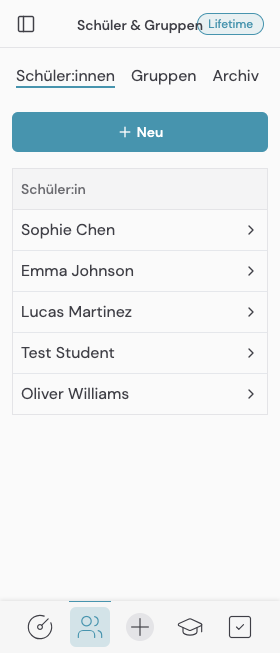 Schüler & Gruppen
Lifetime
Schüler:innen Gruppen Archiv
+ Neu
Schüler:in
Sophie Chen
Emma Johnson
Lucas Martinez
Test Student
Oliver Williams